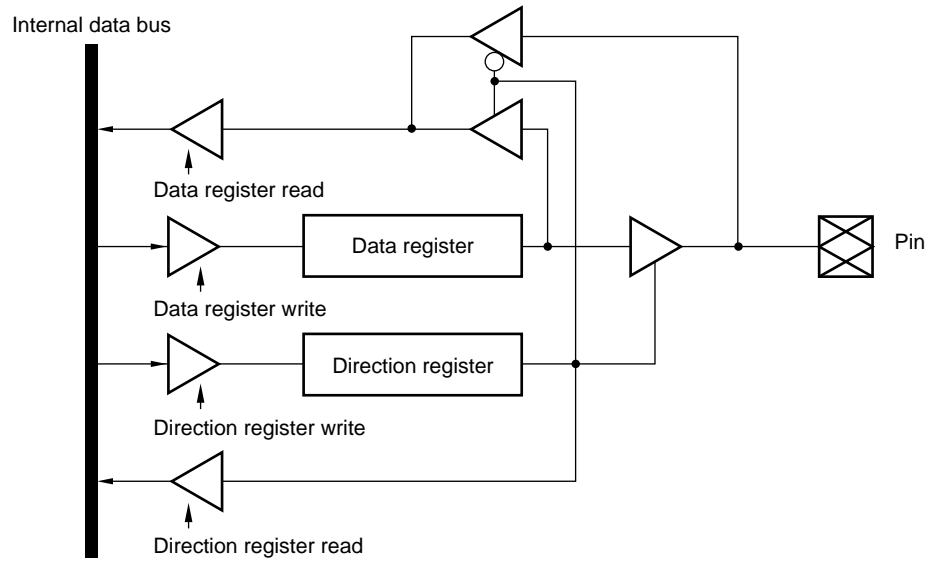 Internal data bus
Data register read
Data register
Pin
Data register write
Direction register
Direction register write
Direction register read